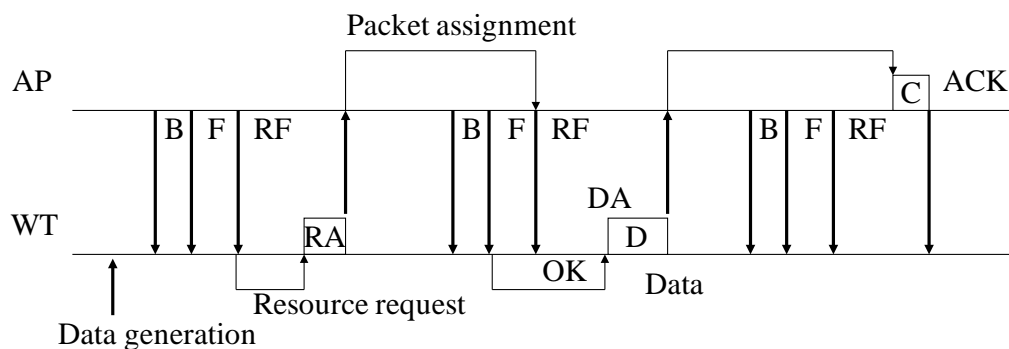 Packet assignment
AP
C
ACK
B F RF
B F RF
B F RF
WT
RA
DA
D
OK
Data
Resource request
Data generation